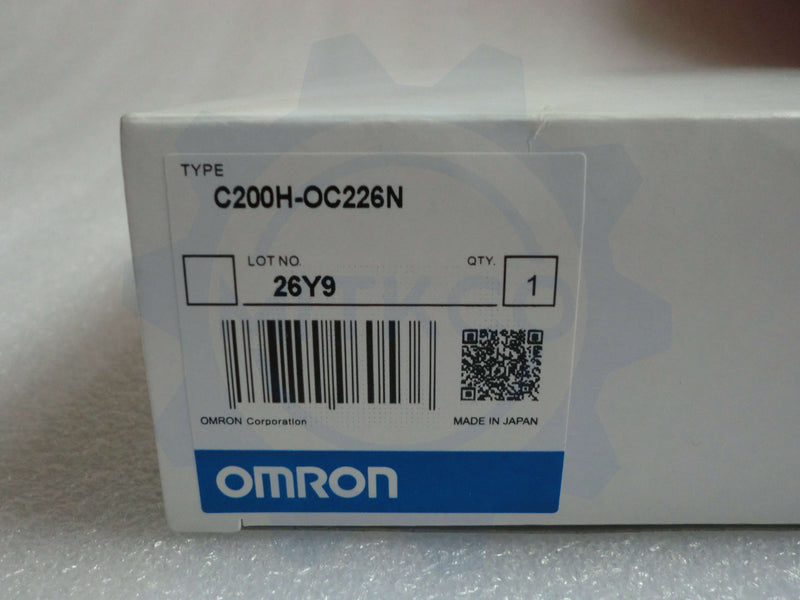 TYPE
C200H-OC226N
LOT NO. QTY.
26Y9 1
OMRON Corporation MADE IN JAPAN
OMRON